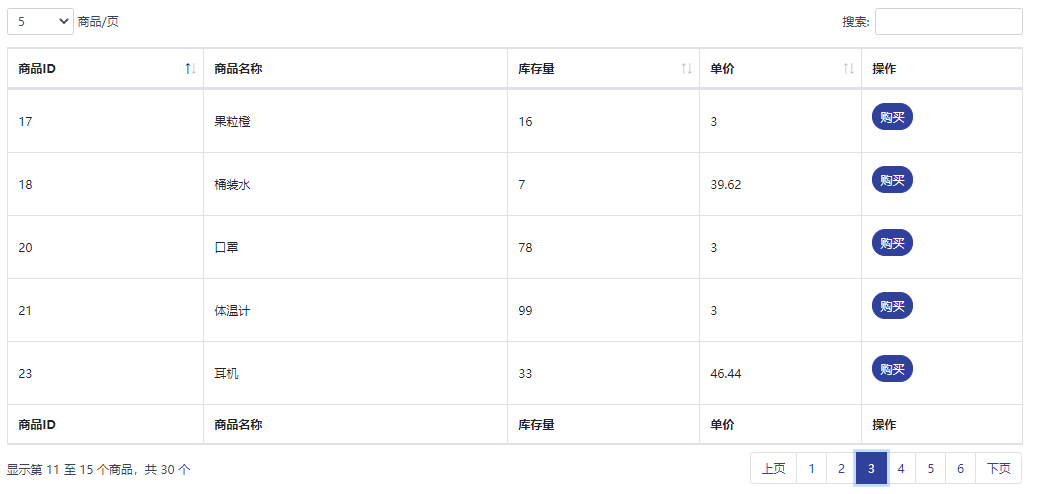 5 商品/页 搜索:
商品ID 商品名称 库存量 单价 操作
17 果粒橙 16 3 购买
18 桶装水 7 39.62 购买
20 口罩 78 3 购买
21 体温计 99 3 购买
23 耳机 33 46.44 购买
商品ID 商品名称 库存量 单价 操作
显示第 11 至 15 个商品，共 30 个 上页 1 2 3 4 5 6 下页